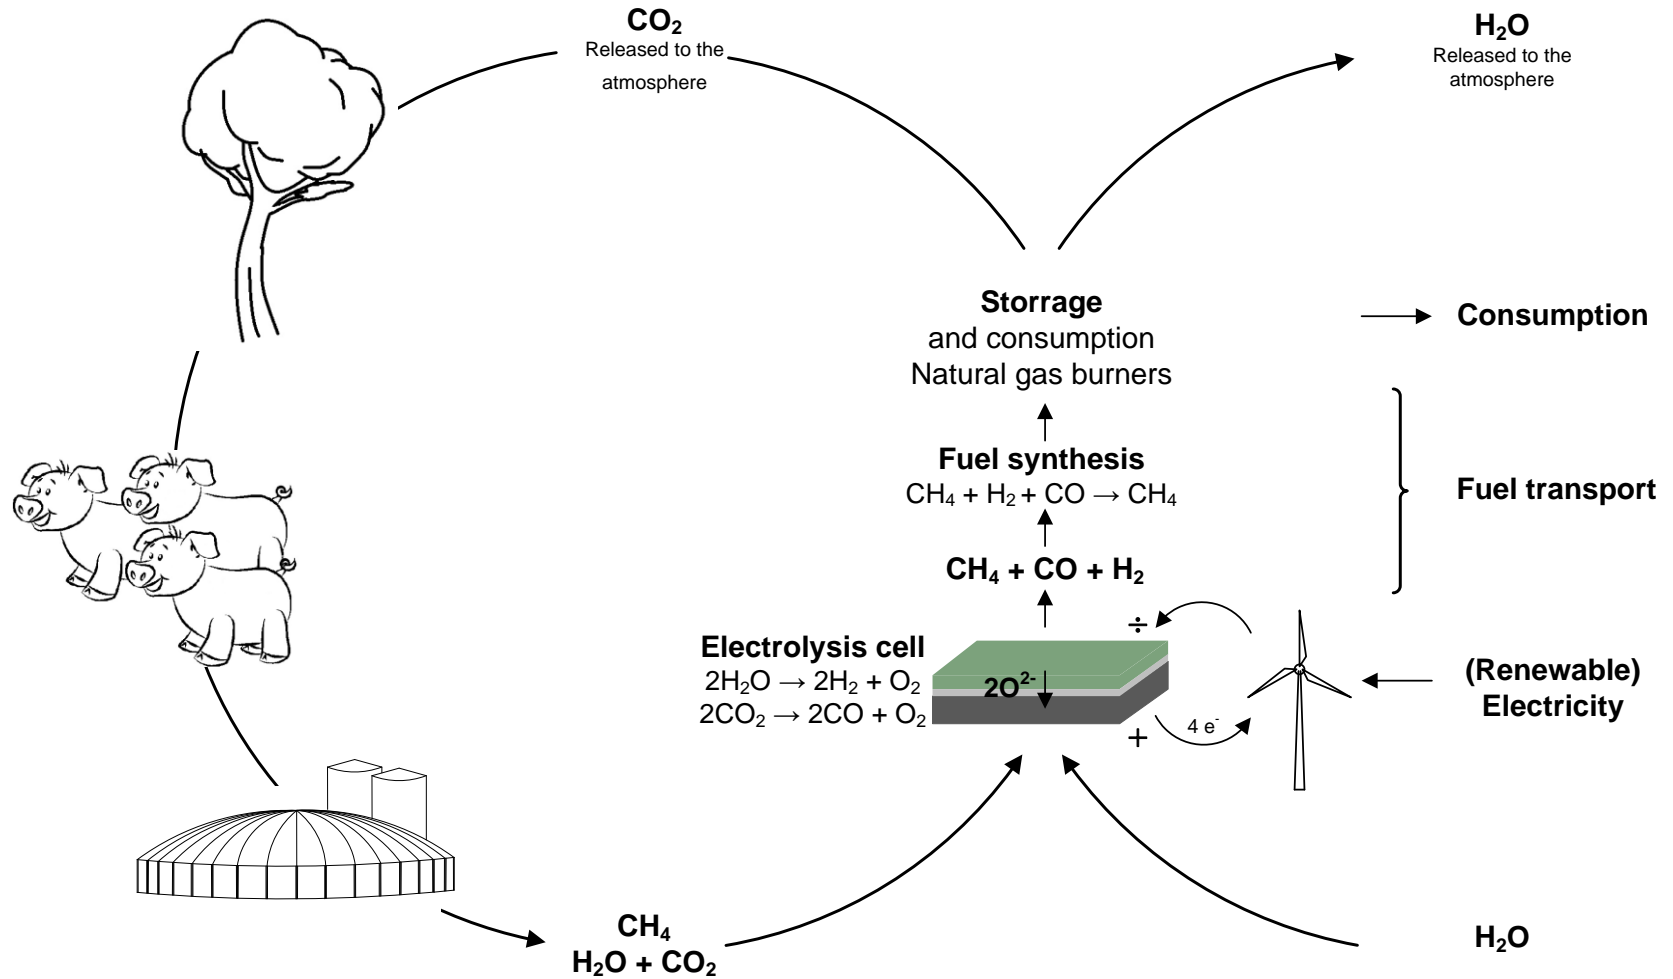 CO₂
Released to the
atmosphere
H₂O
Released to the
atmosphere
Storrage
and consumption
Natural gas burners
Consumption
Fuel synthesis
CH₄ + H₂ + CO → CH₄
Fuel transport
CH₄ + CO + H₂
÷
Electrolysis cell
2H₂O → 2H₂ + O₂
2CO₂ → 2CO + O₂
2O²⁻
+
4 e⁻
(Renewable)
Electricity
CH₄
H₂O + CO₂
H₂O